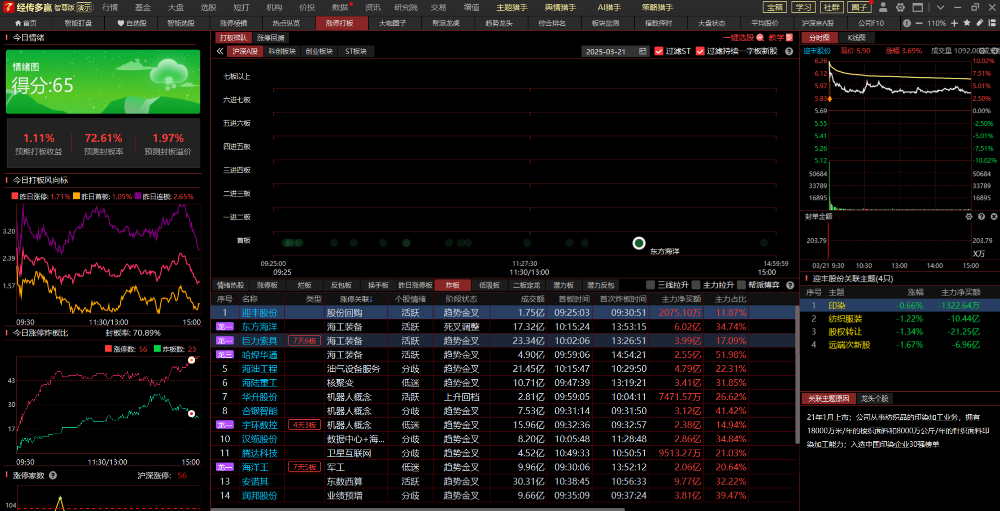 经传多赢 智尊版 演示 行情 基金 大盘 选股 短打 机构 价投 数据 资讯 研究院 交易 增值 主题猎手 舆情猎手 AI猎手 策略猎手 宝箱 学习 社群 圈子
首页 智能盯盘 自选股 智能选股 涨停棱镜 热点纵览 涨停打板 大咖圈子 帮派龙虎 趋势龙头 综合排名 板块监测 指数择时 大盘状态 平均股价 沪深京A股 公司F10 110%
今日情绪
情绪图
得分:65
1.11% 72.61% 1.97%
预期打板收益 预测封板率 预测封板溢价
今日打板风向标
昨日涨停: 1.71% 昨日首板: 1.05% 昨日连板: 2.65%
3.20
2.39
1.57
09:30 11:30/13:00 15:00
今日涨停炸板比 封板率: 70.89%
涨停数: 56 炸板数: 23
43
30
17
09:30 11:30/13:00 15:00
涨停家数 沪深涨停: 56
104
打板梯队 涨停回溯 一键选股 教学
沪深A股 科创板块 创业板块 ST板块 2025-03-21 过滤ST 过滤持续一字板新股
七板以上
六进七板
五进六板
四进五板
三进四板
二进三板
一进二板
首板
东方海洋
09:25:00 11:27:30 14:59:59
09:25 11:30/13:00 15:00
情绪热股 涨停板 烂板 反包板 换手板 昨日涨停板 炸板 低吸板 二板定龙 潜力板 潜力反包 三线拉升 主力拉升 帮派博弈
序号 名称 类型 涨停关联↓ 个股情绪 阶段状态 成交额 首板时间 首次炸板时间 主力净买额 主力占比
1 迎丰股份 股份回购 活跃 趋势金叉 1.75亿 09:25:03 09:30:51 2075.10万 11.87%
龙一 东方海洋 海工装备 活跃 死叉调整 17.32亿 10:15:24 13:53:15 6.02亿 34.74%
龙一 巨力索具 7天6板 海工装备 活跃 趋势金叉 23.34亿 10:02:06 13:26:51 3.99亿 17.09%
龙三 哈焊华通 海工装备 活跃 趋势金叉 4.90亿 09:59:06 14:54:21 2.55亿 51.98%
5 海油工程 油气设备服务 分歧 趋势金叉 21.45亿 10:15:47 10:29:50 4.79亿 22.31%
6 海陆重工 核聚变 低迷 趋势金叉 10.71亿 09:47:39 13:19:21 3.41亿 31.85%
7 华升股份 机器人概念 活跃 上升回档 2.81亿 09:59:05 10:04:11 7471.57万 26.62%
8 合锻智能 机器人概念 分歧 趋势金叉 7.53亿 09:31:14 09:31:50 3.12亿 41.42%
龙一 宇环数控 4天3板 机器人概念 低迷 趋势金叉 15.96亿 09:32:36 09:32:57 2.38亿 14.94%
10 汉缆股份 数据中心+海... 分歧 趋势金叉 8.20亿 10:05:48 11:28:48 2.86亿 34.84%
11 腾达科技 卫星互联网 分歧 趋势金叉 4.52亿 10:49:33 10:50:51 9513.27万 21.03%
龙一 海洋王 7天5板 军工 低迷 趋势金叉 9.96亿 09:30:06 13:52:12 2.06亿 20.64%
13 安诺其 东数西算 活跃 趋势金叉 30.31亿 10:38:45 10:56:33 9.77亿 32.22%
14 润邦股份 业绩预增 分歧 趋势金叉 9.66亿 09:35:09 09:37:24 3.81亿 39.47%
分时图 K线图
迎丰股份 现价 5.90 涨幅 3.69% 成交量 1092.00
6.26 10.02%
6.12 7.51%
5.97 5.01%
5.83 2.50%
5.69 0.00%
5.55 -2.50%
5.41 -5.01%
5.26 -7.51%
5.12 -10.02%
50684 50684
33789 33789
16895 16895
封单金额 -
203.79 203.79
X万
03/21 9:30 10:30 13:00 14:00 15:00
迎丰股份关联主题(4只)
序号 主题 涨幅 主力净买额
1 印染 -0.66% -1322.64万
2 纺织服装 -1.22% -10.44亿
3 股权转让 -1.34% -21.25亿
4 远端次新股 -1.67% -6.96亿
关联主题原因 龙头个股
21年1月上市；公司从事纺织品的印染加工业务，拥有
18000万米/年的梭织面料和8000万公斤/年的针织面料印
染加工能力；入选中国印染企业30强榜单